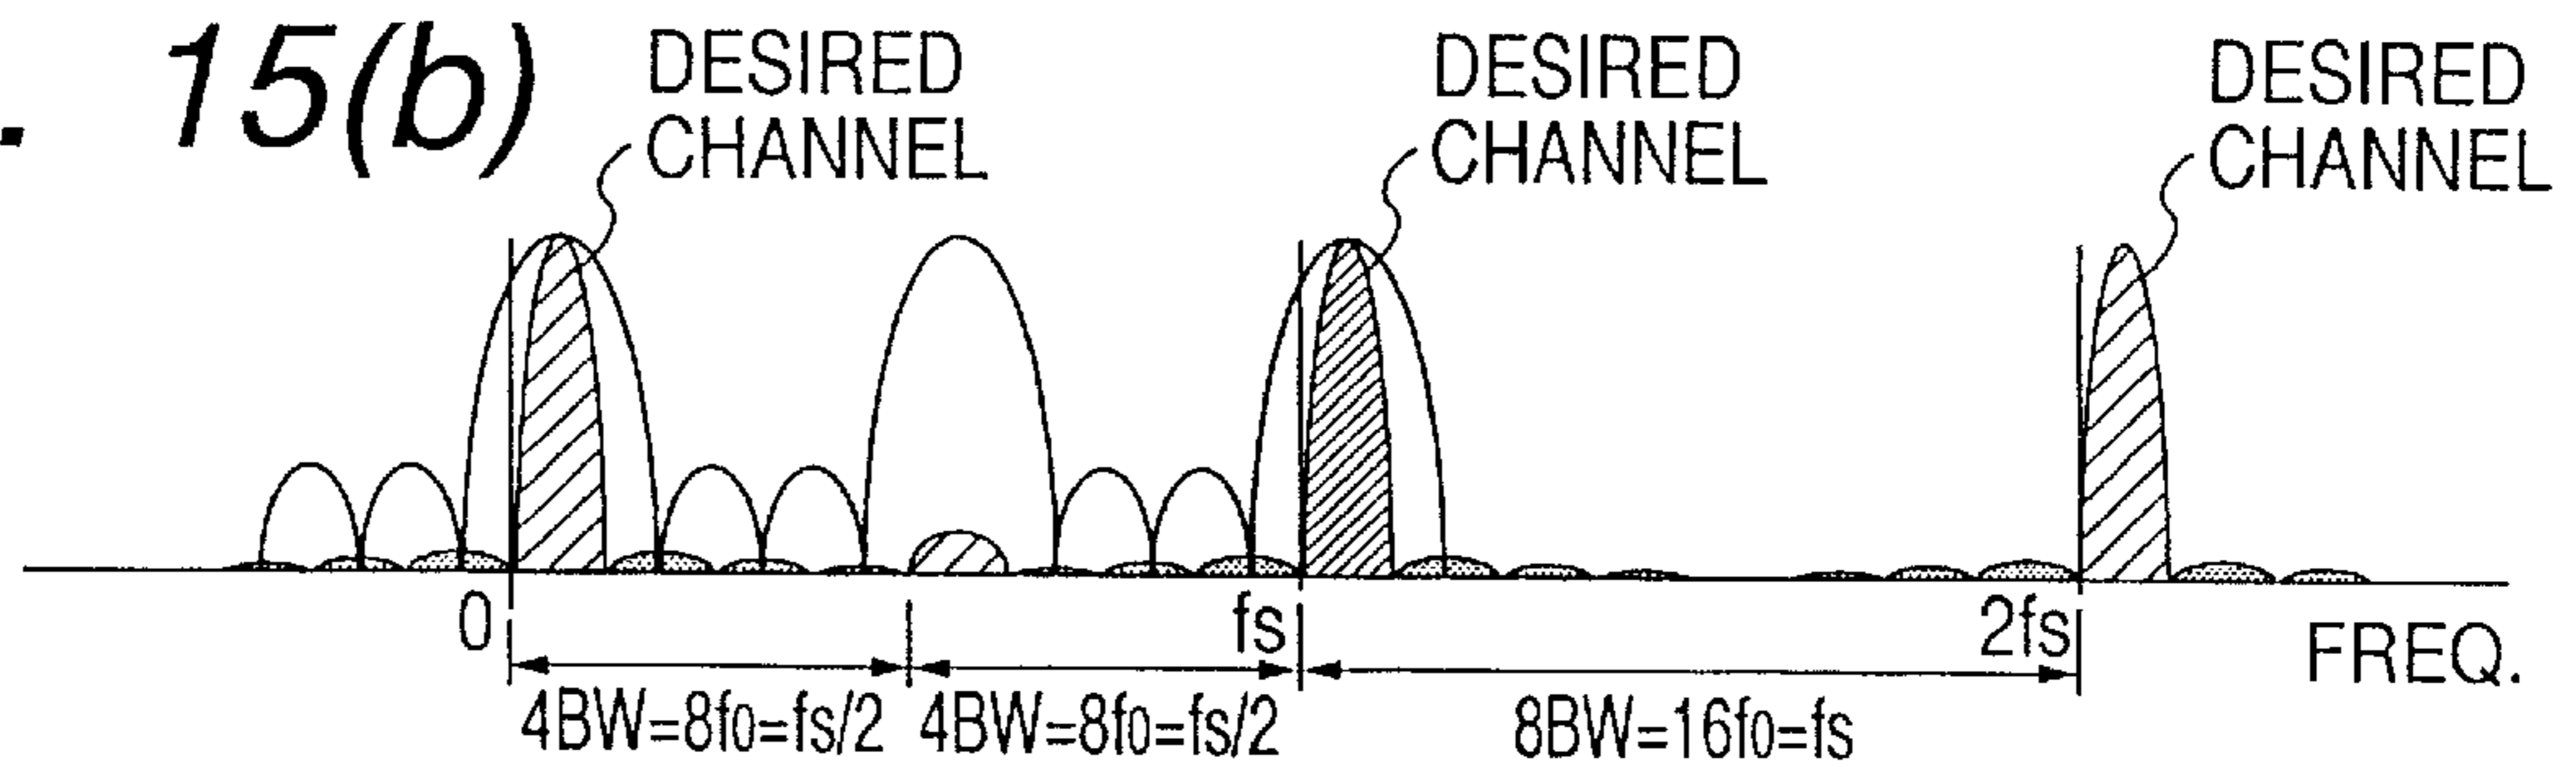 . 15(b)
DESIRED
CHANNEL
DESIRED
CHANNEL
DESIRED
CHANNEL
0
fs
2fs
FREQ.
4BW=8f0=fs/2
4BW=8f0=fs/2
8BW=16f0=fs